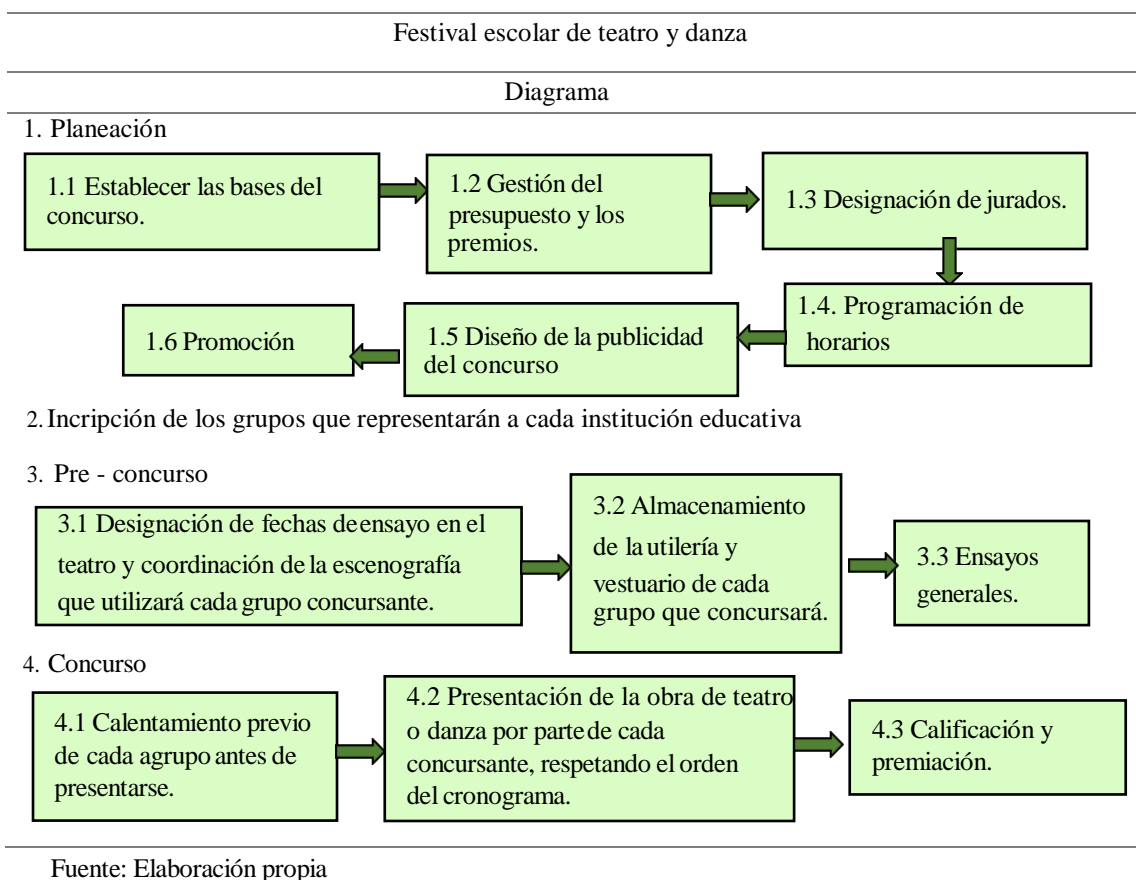 Festival escolar de teatro y danza
Diagrama
1. Planeación
1.1 Establecer las bases del
concurso.
1.2 Gestión del
presupuesto y los
premios.
1.3 Designación de jurados.
1.4. Programación de
horarios
1.5 Diseño de la publicidad
del concurso
1.6 Promoción
2. Incripción de los grupos que representarán a cada institución educativa
3. Pre - concurso
3.1 Designación de fechas deensayo en el
teatro y coordinación de la escenografía
que utilizará cada grupo concursante.
3.2 Almacenamiento
de la utilería y
vestuario de cada
grupo que concursará.
3.3 Ensayos
generales.
4. Concurso
4.1 Calentamiento previo
de cada agrupo antes de
presentarse.
4.2 Presentación de la obra de teatro
o danza por parte de cada
concursante, respetando el orden
del cronograma.
4.3 Calificación y
premiación.
Fuente: Elaboración propia